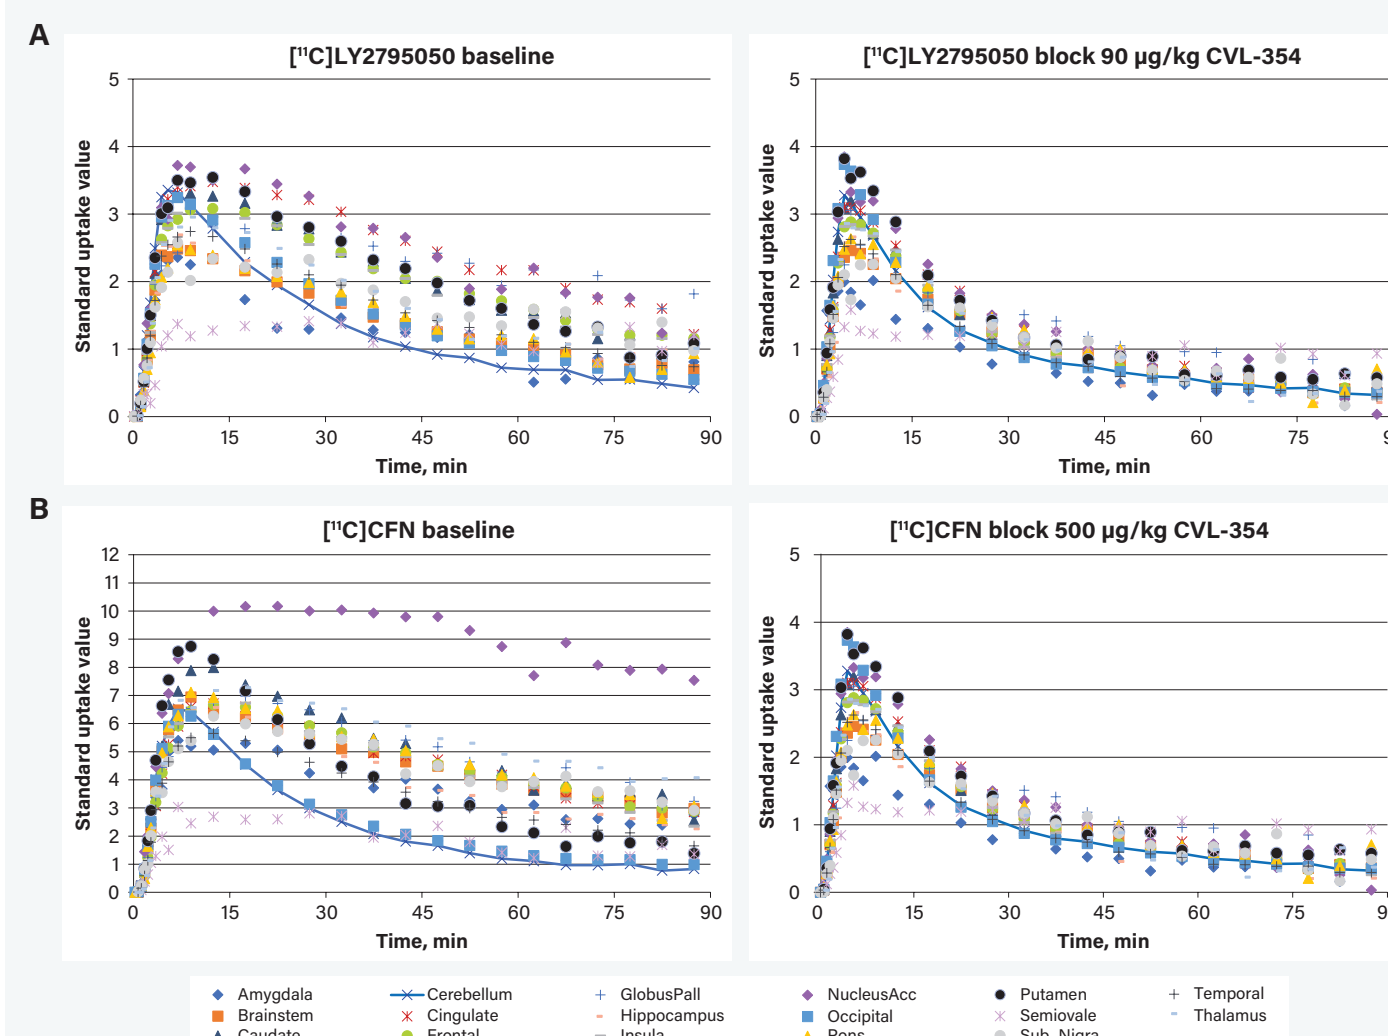 A
[¹¹C]LY2795050 baseline
Standard uptake value
5
4
3
2
1
0
0 15 30 45 60 75 90
Time, min
[¹¹C]LY2795050 block 90 µg/kg CVL-354
Standard uptake value
5
4
3
2
1
0
0 15 30 45 60 75
Time, min
B
[¹¹C]CFN baseline
Standard uptake value
12
11
10
9
8
7
6
5
4
3
2
1
0
0 15 30 45 60 75 90
Time, min
[¹¹C]CFN block 500 µg/kg CVL-354
Standard uptake value
5
4
3
2
1
0
0 15 30 45 60 75
Time, min
Amygdala Cerebellum GlobusPall NucleusAcc Putamen Temporal
Brainstem Cingulate Hippocampus Occipital Semiovale Thalamus
Caudate Frontal Insula Pons Sub_Nigra